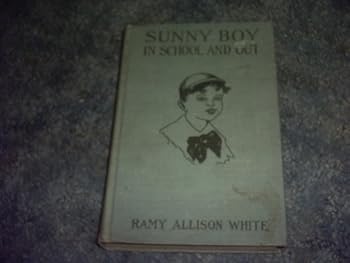 SUNNY BOY
IN SCHOOL AND OUT
RAMY ALLISON WHITE